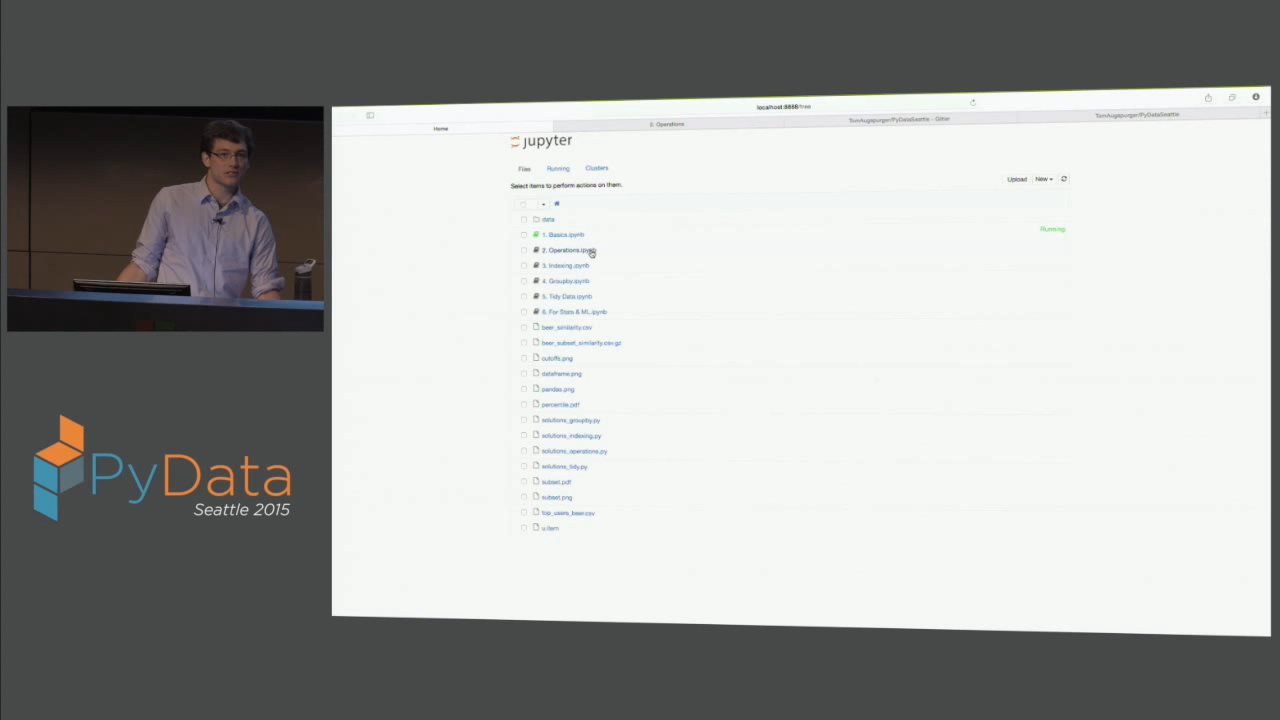 localhost:8888/tree
Home
2. Operations
TomAugspurger/PyDataSeattle - Gitter
TomAugspurger/PyDataSeattle
jupyter
Files
Running
Clusters
Select items to perform actions on them.
Upload
New
data
1. Basics.ipynb
Running
2. Operations.ipynb
3. Indexing.ipynb
4. Groupby.ipynb
5. Tidy Data.ipynb
6. For Stats & ML.ipynb
beer_similarity.csv
beer_subset_similarity.csv.gz
cutoffs.png
dataframe.png
pandas.png
percentile.pdf
solutions_groupby.py
solutions_indexing.py
solutions_operations.py
solutions_tidy.py
subset.pdf
subset.png
top_users_beer.csv
u.item
PyData
Seattle 2015